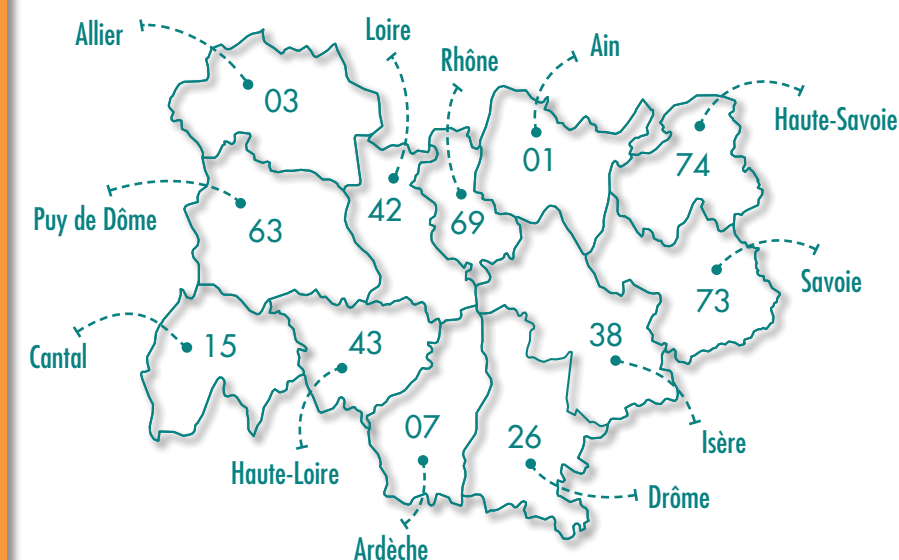 Allier
Loire
Rhône
Ain
Haute-Savoie
03
01
74
Puy de Dôme
63
42
69
Savoie
73
Cantal
15
43
38
Isère
07
26
Haute-Loire
Drôme
Ardèche